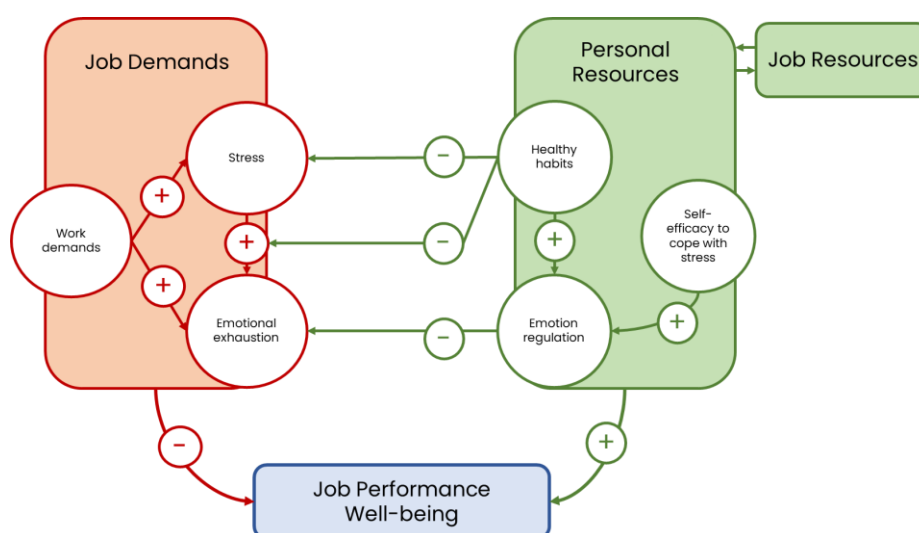 Job Demands
Personal
Resources
Job Resources
Stress
−
Healthy
habits
+
Work
demands
+
−
+
Self-
efficacy to
cope with
stress
+
Emotional
exhaustion
−
Emotion
regulation
+
−
+
Job Performance
Well-being